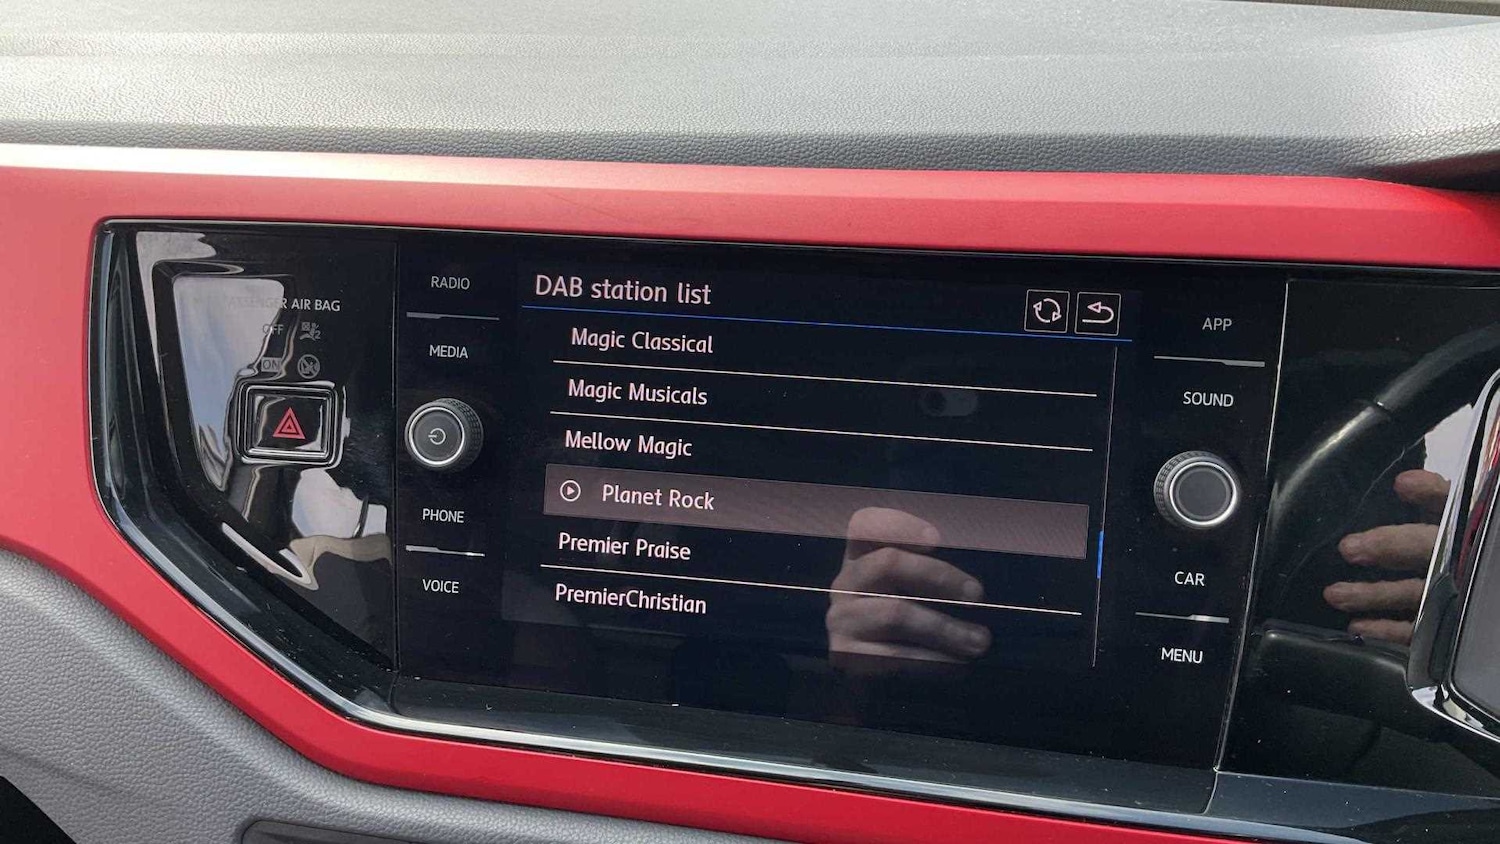 PASSENGER AIR BAG
OFF
ON
RADIO
MEDIA
PHONE
VOICE
DAB station list
Magic Classical
Magic Musicals
Mellow Magic
Planet Rock
Premier Praise
PremierChristian
APP
SOUND
CAR
MENU